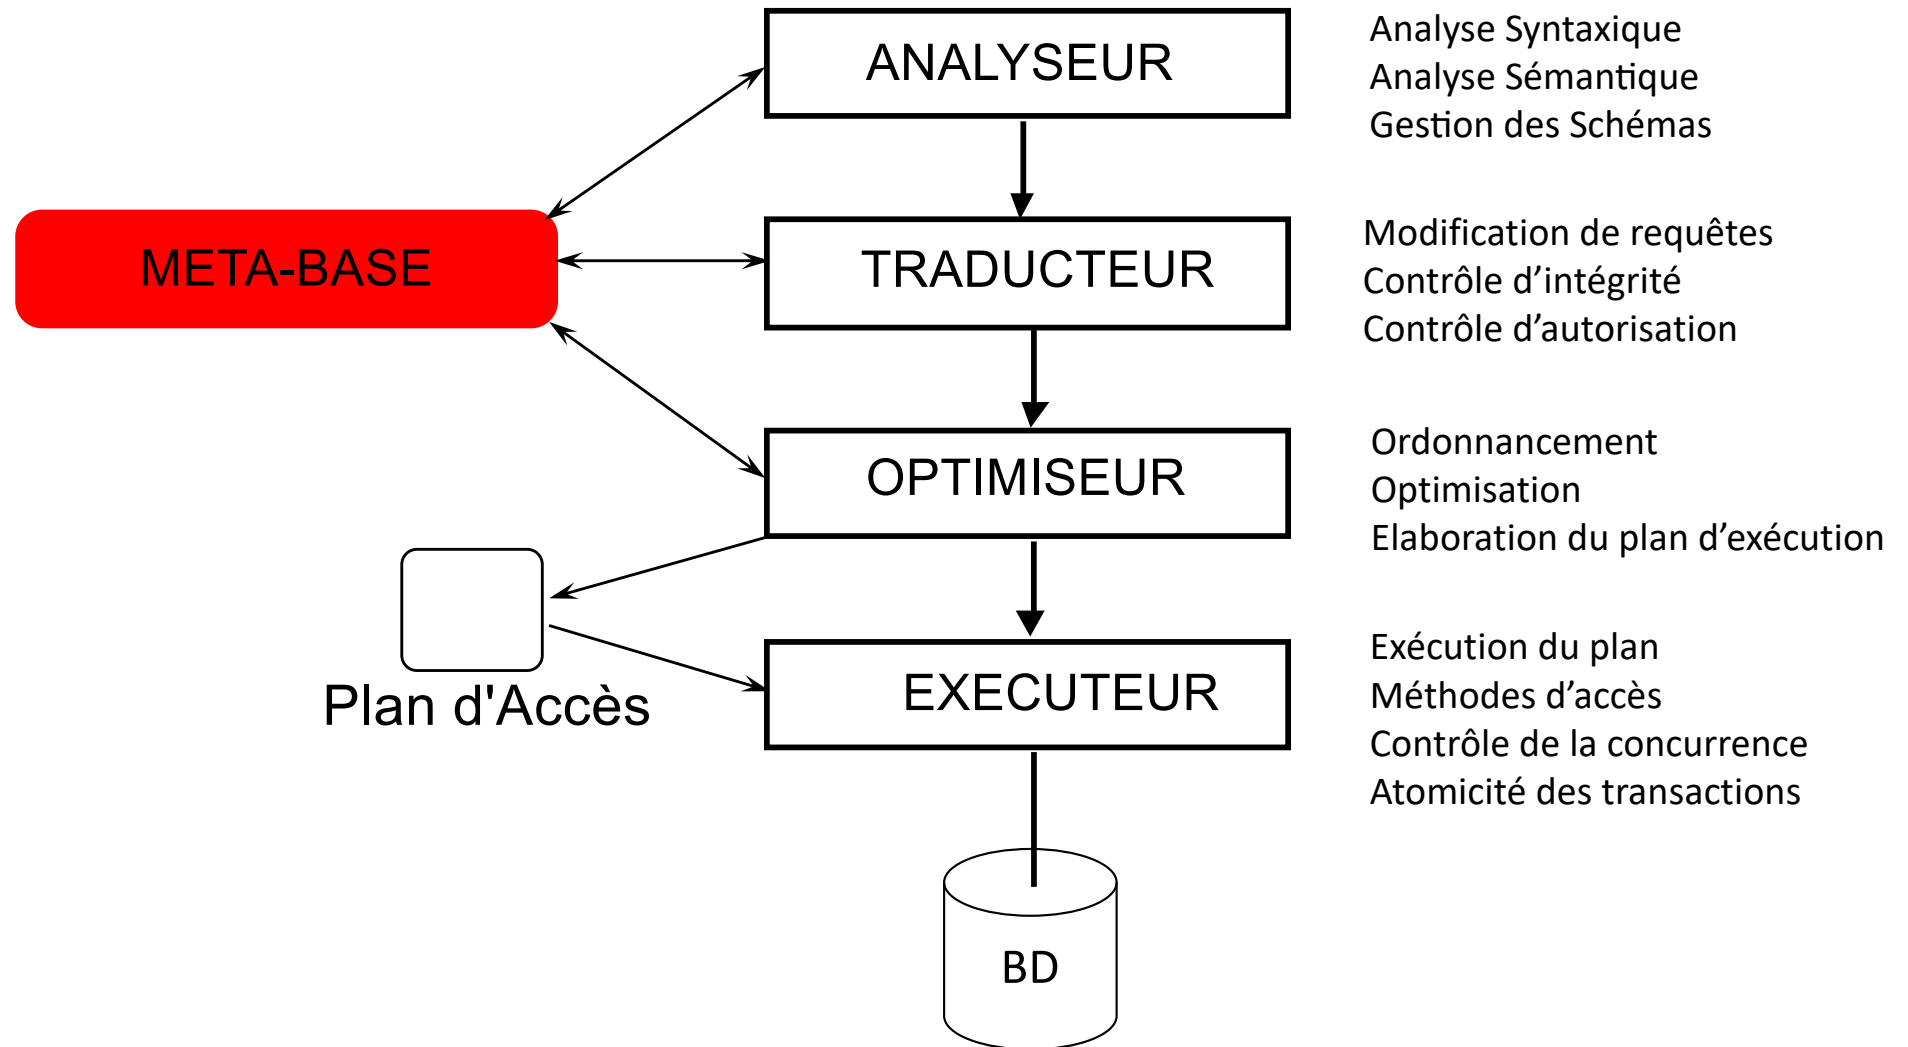 ANALYSEUR
Analyse Syntaxique
Analyse Sémantique
Gestion des Schémas
META-BASE
TRADUCTEUR
Modification de requêtes
Contrôle d’intégrité
Contrôle d’autorisation
OPTIMISEUR
Ordonnancement
Optimisation
Elaboration du plan d’exécution
Plan d'Accès
EXECUTEUR
Exécution du plan
Méthodes d’accès
Contrôle de la concurrence
Atomicité des transactions
BD